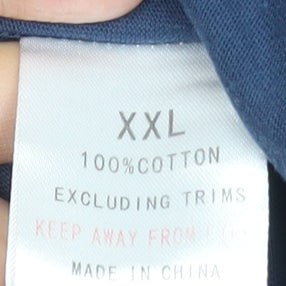 XXL
100%COTTON
EXCLUDING TRIMS
KEEP AWAY FROM
MADE IN CHINA